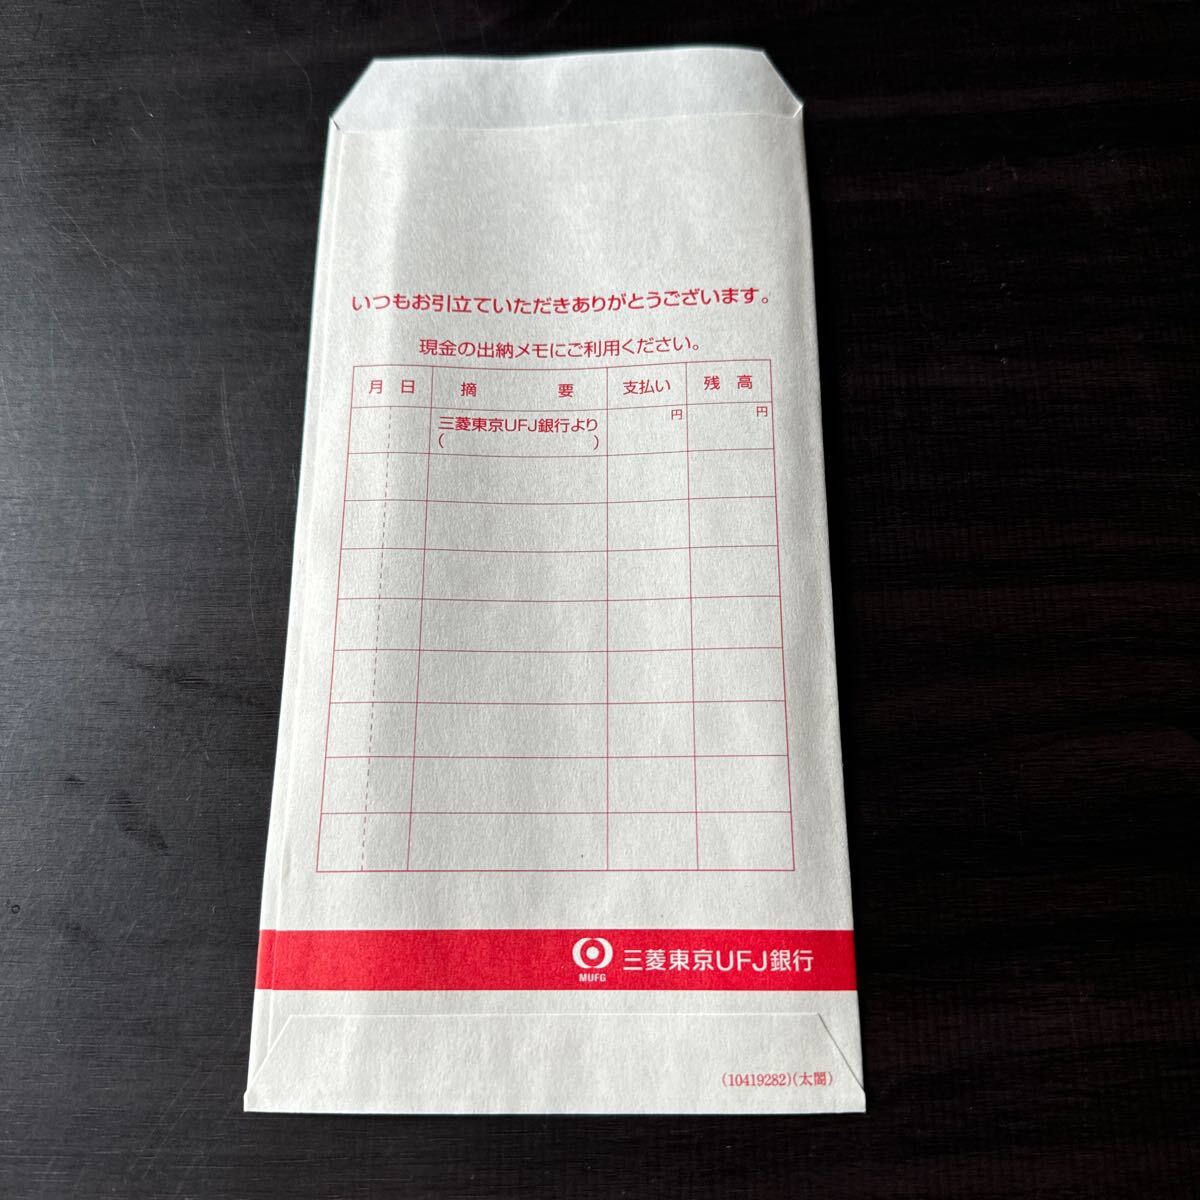 いつもお引立ていただきありがとうございます。
現金の出納メモにご利用ください。
月 日 摘 要 支払い 残 高
三菱東京UFJ銀行より 円 円
( )
MUFG 三菱東京UFJ銀行
(10419282)(太閤)